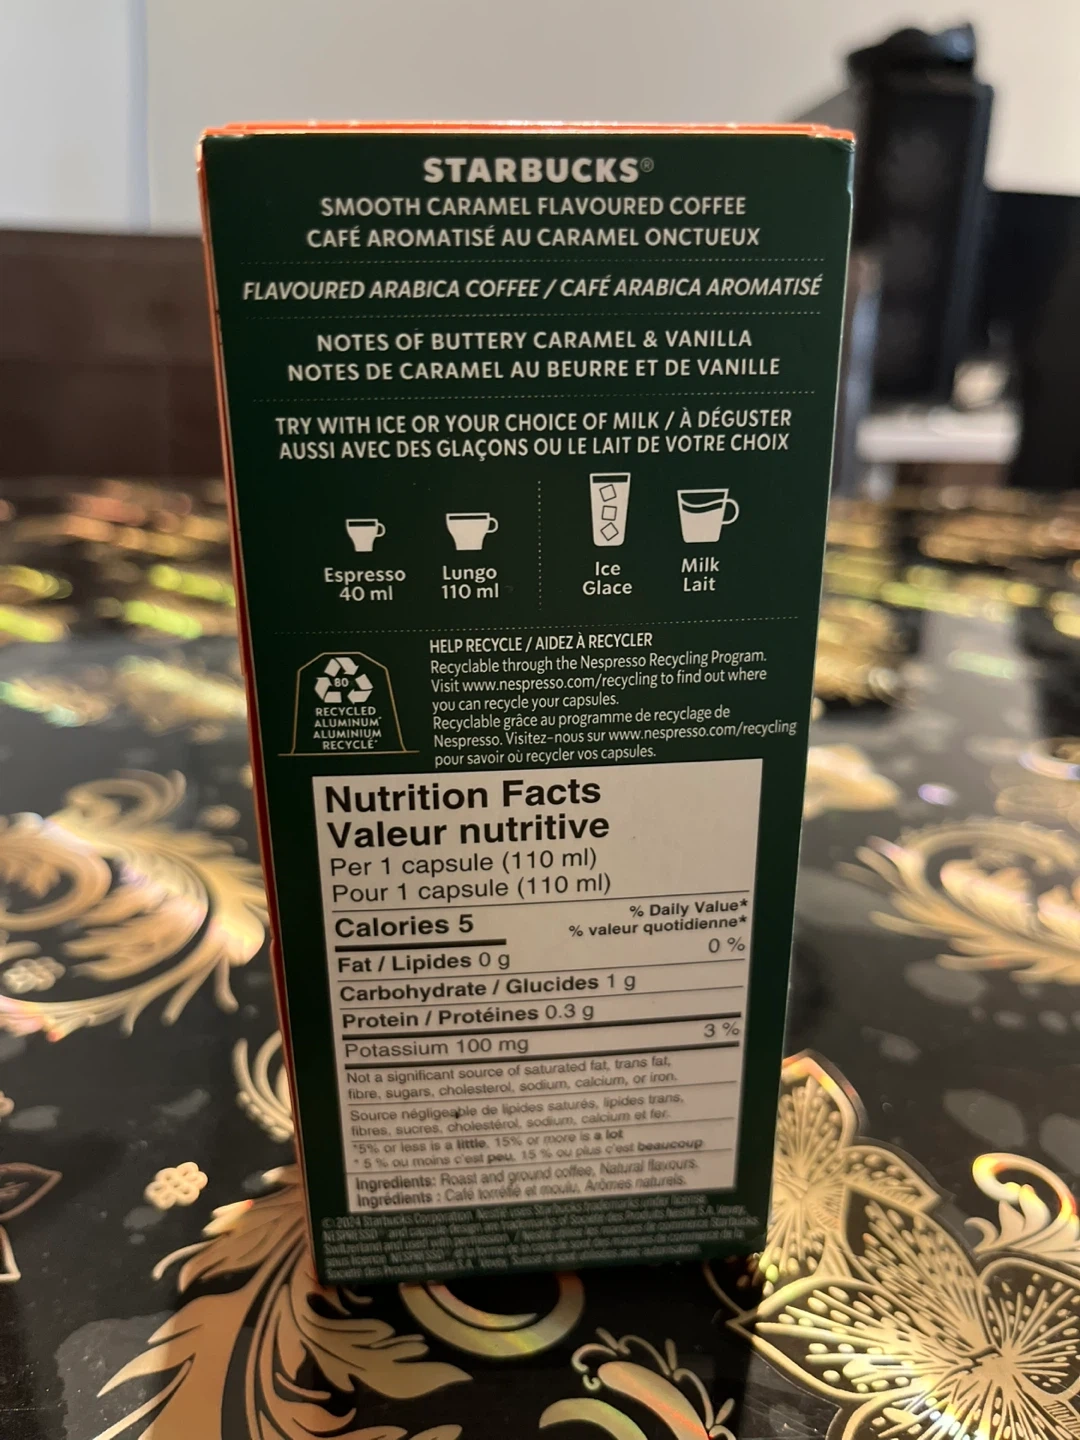 STARBUCKS®
SMOOTH CARAMEL FLAVOURED COFFEE
CAFÉ AROMATISÉ AU CARAMEL ONCTUEUX
FLAVOURED ARABICA COFFEE / CAFÉ ARABICA AROMATISÉ
NOTES OF BUTTERY CARAMEL & VANILLA
NOTES DE CARAMEL AU BEURRE ET DE VANILLE
TRY WITH ICE OR YOUR CHOICE OF MILK / À DÉGUSTER
AUSSI AVEC DES GLAÇONS OU LE LAIT DE VOTRE CHOIX
Espresso
40 ml
Lungo
110 ml
Ice
Glace
Milk
Lait
80
RECYCLED
ALUMINUM*
ALUMINIUM
RECYCLÉ*
HELP RECYCLE / AIDEZ À RECYCLER
Recyclable through the Nespresso Recycling Program.
Visit www.nespresso.com/recycling to find out where
you can recycle your capsules.
Recyclable grâce au programme de recyclage de
Nespresso. Visitez-nous sur www.nespresso.com/recycling
pour savoir où recycler vos capsules.
Nutrition Facts
Valeur nutritive
Per 1 capsule (110 ml)
Pour 1 capsule (110 ml)
Calories 5
% Daily Value*
% valeur quotidienne*
Fat / Lipides 0 g 0 %
Carbohydrate / Glucides 1 g
Protein / Protéines 0.3 g
Potassium 100 mg 3 %
Not a significant source of saturated fat, trans fat,
fibre, sugars, cholesterol, sodium, calcium, or iron.
Source négligeable de lipides saturés, lipides trans,
fibres, sucres, cholestérol, sodium, calcium et fer.
*5% or less is a little, 15% or more is a lot
* 5 % ou moins c'est peu, 15 % ou plus c'est beaucoup
Ingredients: Roast and ground coffee, Natural flavours.
Ingrédients : Café torréfié et moulu, Arômes naturels.
© 2024 Starbucks Corporation. Nestlé uses Starbucks trademarks under license.